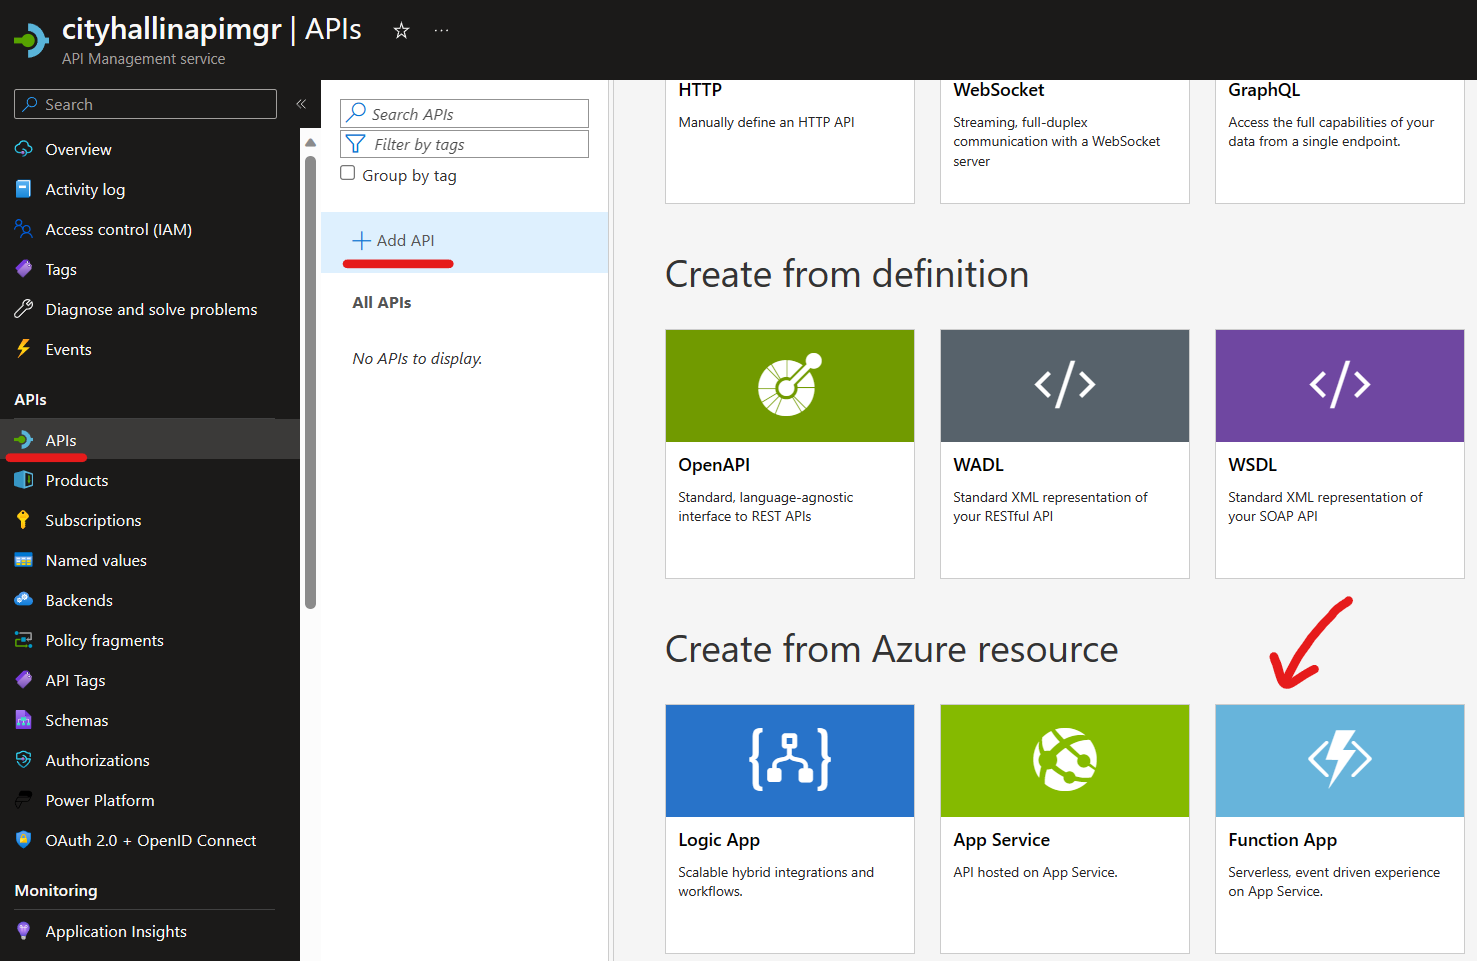 cityhallinapimgr | APIs
API Management service
Search
Overview
Activity log
Access control (IAM)
Tags
Diagnose and solve problems
Events
APIs
APIs
Products
Subscriptions
Named values
Backends
Policy fragments
API Tags
Schemas
Authorizations
Power Platform
OAuth 2.0 + OpenID Connect
Monitoring
Application Insights
Search APIs
Filter by tags
Group by tag
Add API
All APIs
No APIs to display.
HTTP
Manually define an HTTP API
WebSocket
Streaming, full-duplex
communication with a WebSocket
server
GraphQL
Access the full capabilities of your
data from a single endpoint.
Create from definition
OpenAPI
Standard, language-agnostic
interface to REST APIs
WADL
Standard XML representation of
your RESTful API
WSDL
Standard XML representation of
your SOAP API
Create from Azure resource
Logic App
Scalable hybrid integrations and
workflows.
App Service
API hosted on App Service.
Function App
Serverless, event driven experience
on App Service.